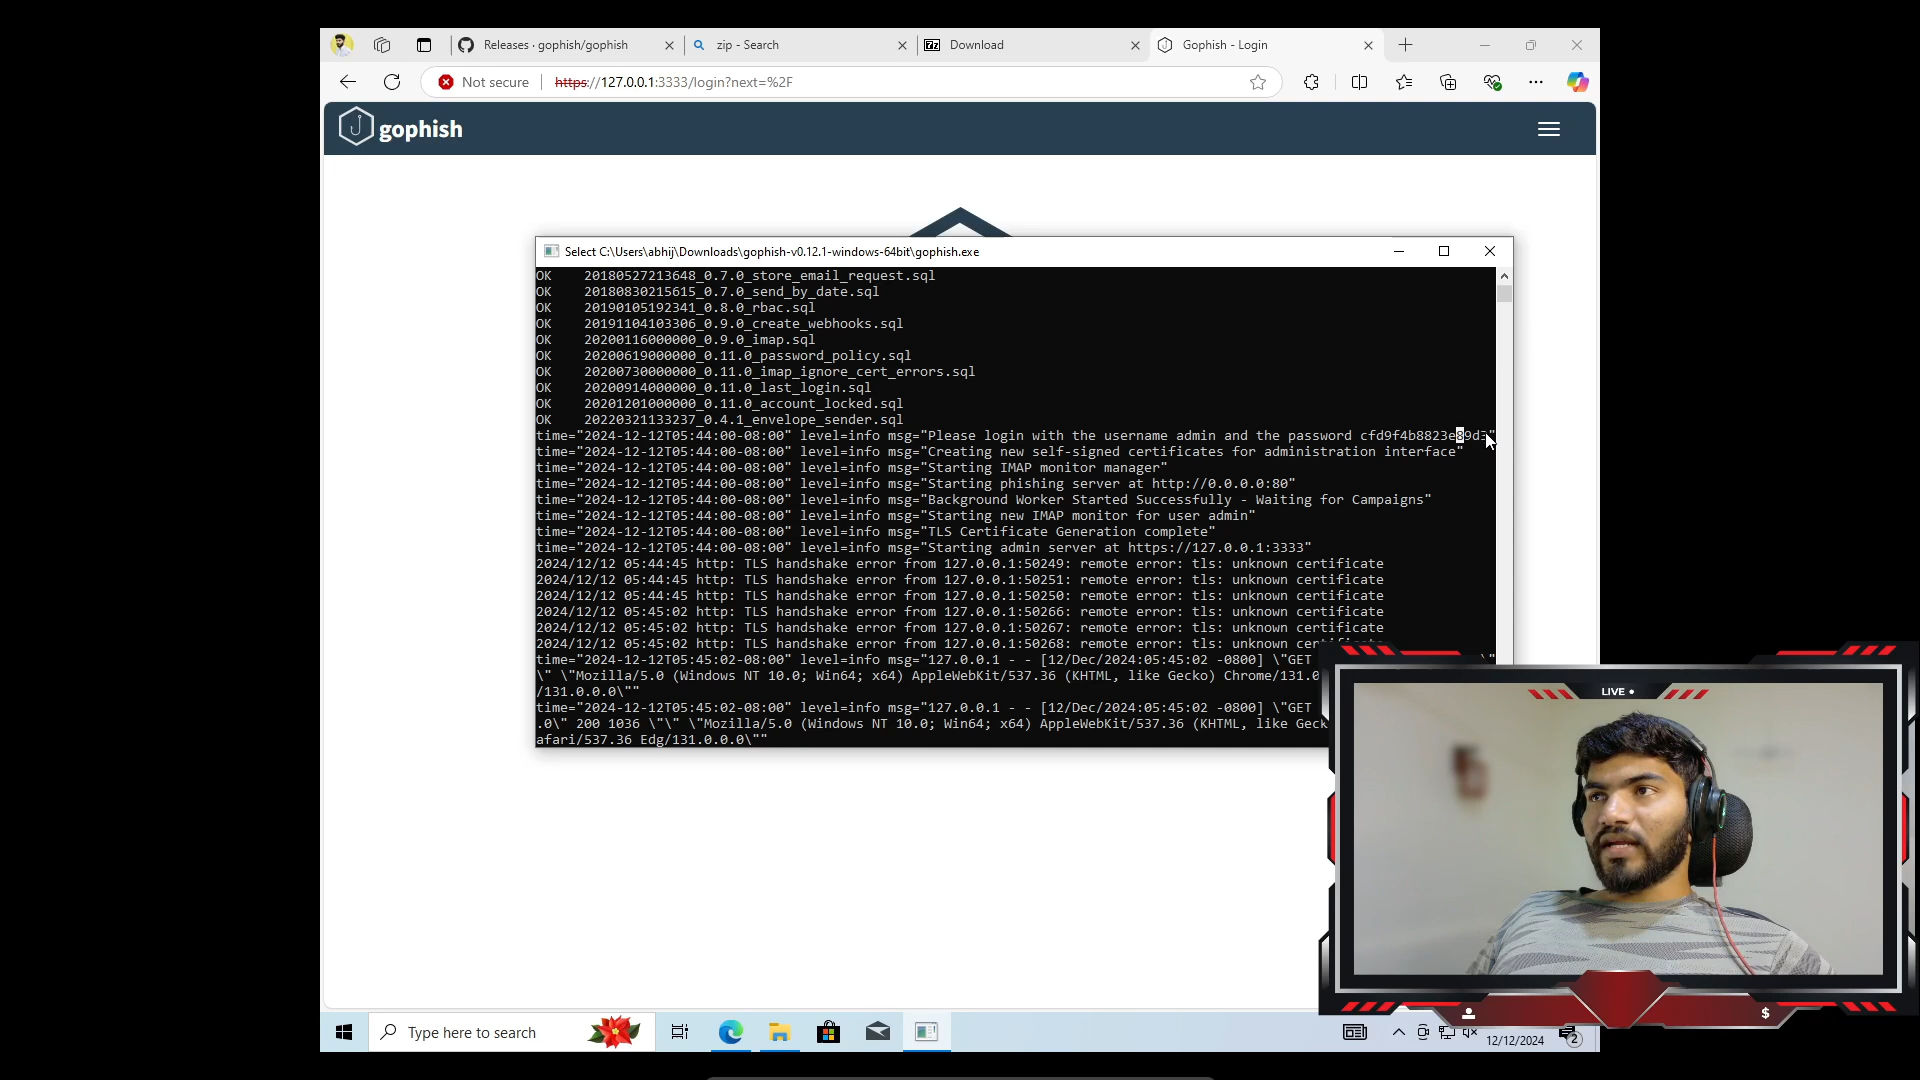 Releases · gophish/gophish
zip - Search
Download
Gophish - Login
Not secure
https://127.0.0.1:3333/login?next=%2F
gophish
Select C:\Users\abhij\Downloads\gophish-v0.12.1-windows-64bit\gophish.exe
OK 20180527213648_0.7.0_store_email_request.sql
OK 20180830215615_0.7.0_send_by_date.sql
OK 20190105192341_0.8.0_rbac.sql
OK 20191104103306_0.9.0_create_webhooks.sql
OK 20200116000000_0.9.0_imap.sql
OK 20200619000000_0.11.0_password_policy.sql
OK 20200730000000_0.11.0_imap_ignore_cert_errors.sql
OK 20200914000000_0.11.0_last_login.sql
OK 20201201000000_0.11.0_account_locked.sql
OK 20220321133237_0.4.1_envelope_sender.sql
time="2024-12-12T05:44:00-08:00" level=info msg="Please login with the username admin and the password cfd9f4b8823e89d3"
time="2024-12-12T05:44:00-08:00" level=info msg="Creating new self-signed certificates for administration interface"
time="2024-12-12T05:44:00-08:00" level=info msg="Starting IMAP monitor manager"
time="2024-12-12T05:44:00-08:00" level=info msg="Starting phishing server at http://0.0.0.0:80"
time="2024-12-12T05:44:00-08:00" level=info msg="Background Worker Started Successfully - Waiting for Campaigns"
time="2024-12-12T05:44:00-08:00" level=info msg="Starting new IMAP monitor for user admin"
time="2024-12-12T05:44:00-08:00" level=info msg="TLS Certificate Generation complete"
time="2024-12-12T05:44:00-08:00" level=info msg="Starting admin server at https://127.0.0.1:3333"
2024/12/12 05:44:45 http: TLS handshake error from 127.0.0.1:50249: remote error: tls: unknown certificate
2024/12/12 05:44:45 http: TLS handshake error from 127.0.0.1:50251: remote error: tls: unknown certificate
2024/12/12 05:44:45 http: TLS handshake error from 127.0.0.1:50250: remote error: tls: unknown certificate
2024/12/12 05:45:02 http: TLS handshake error from 127.0.0.1:50266: remote error: tls: unknown certificate
2024/12/12 05:45:02 http: TLS handshake error from 127.0.0.1:50267: remote error: tls: unknown certificate
2024/12/12 05:45:02 http: TLS handshake error from 127.0.0.1:50268: remote error: tls: unknown certificate
time="2024-12-12T05:45:02-08:00" level=info msg="127.0.0.1 - - [12/Dec/2024:05:45:02 -0800] \"GET
\" \"Mozilla/5.0 (Windows NT 10.0; Win64; x64) AppleWebKit/537.36 (KHTML, like Gecko) Chrome/131.0
/131.0.0.0\""
time="2024-12-12T05:45:02-08:00" level=info msg="127.0.0.1 - - [12/Dec/2024:05:45:02 -0800] \"GET
.0\" 200 1036 \"\" \"Mozilla/5.0 (Windows NT 10.0; Win64; x64) AppleWebKit/537.36 (KHTML, like Geck
afari/537.36 Edg/131.0.0.0\""
LIVE
Type here to search
12/12/2024
2
$